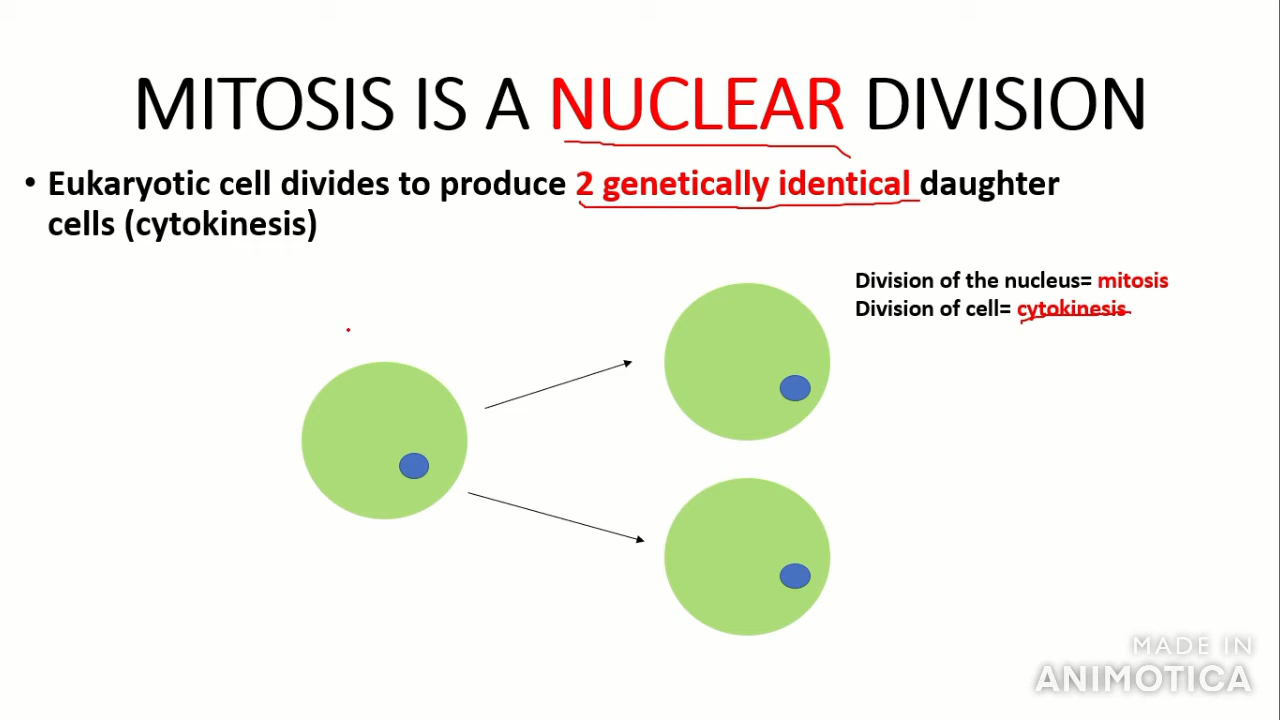 MITOSIS IS A NUCLEAR DIVISION
• Eukaryotic cell divides to produce 2 genetically identical daughter
cells (cytokinesis)
Division of the nucleus= mitosis
Division of cell= cytokinesis
MADE IN
ANIMOTICA